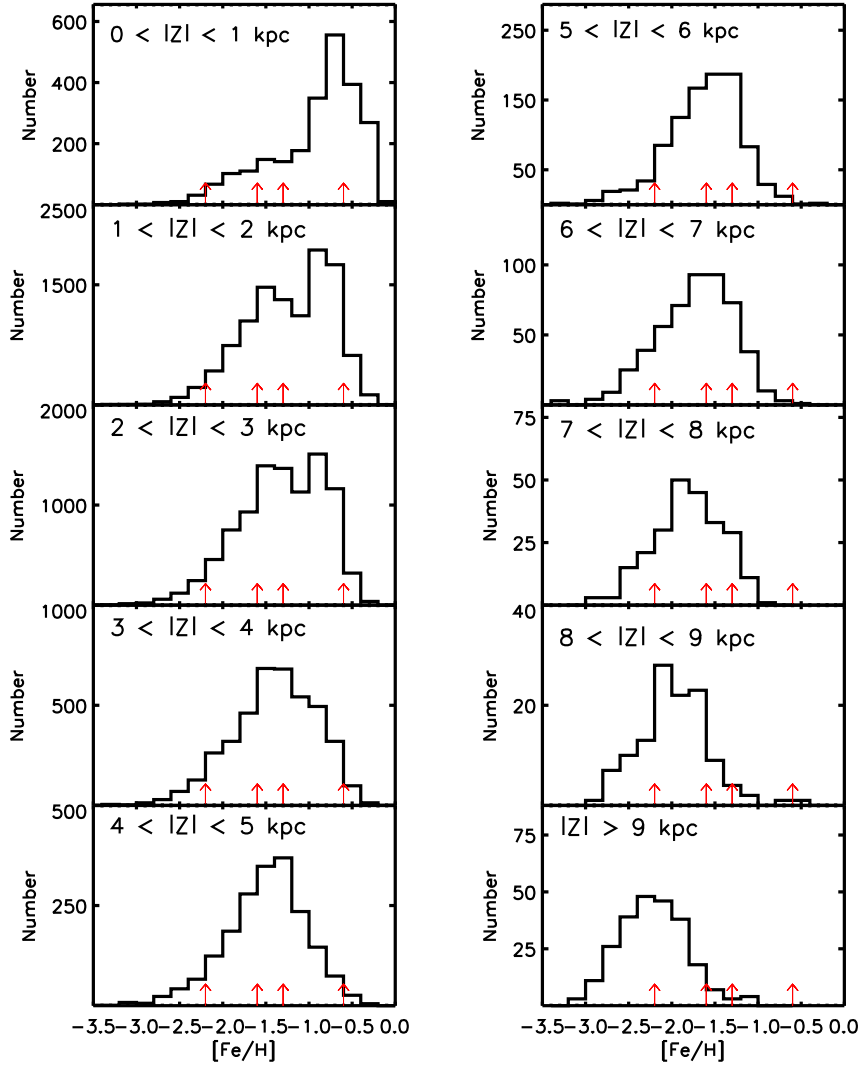 0 < |Z| < 1 kpc
600
400
200
Number
1 < |Z| < 2 kpc
2500
1500
Number
2 < |Z| < 3 kpc
2000
1000
Number
3 < |Z| < 4 kpc
1000
500
Number
4 < |Z| < 5 kpc
500
250
Number
-3.5-3.0-2.5-2.0-1.5-1.0-0.5 0.0
[Fe/H]
5 < |Z| < 6 kpc
250
150
50
Number
6 < |Z| < 7 kpc
100
50
Number
7 < |Z| < 8 kpc
75
50
25
Number
8 < |Z| < 9 kpc
40
20
Number
|Z| > 9 kpc
75
50
25
Number
-3.5-3.0-2.5-2.0-1.5-1.0-0.5 0.0
[Fe/H]